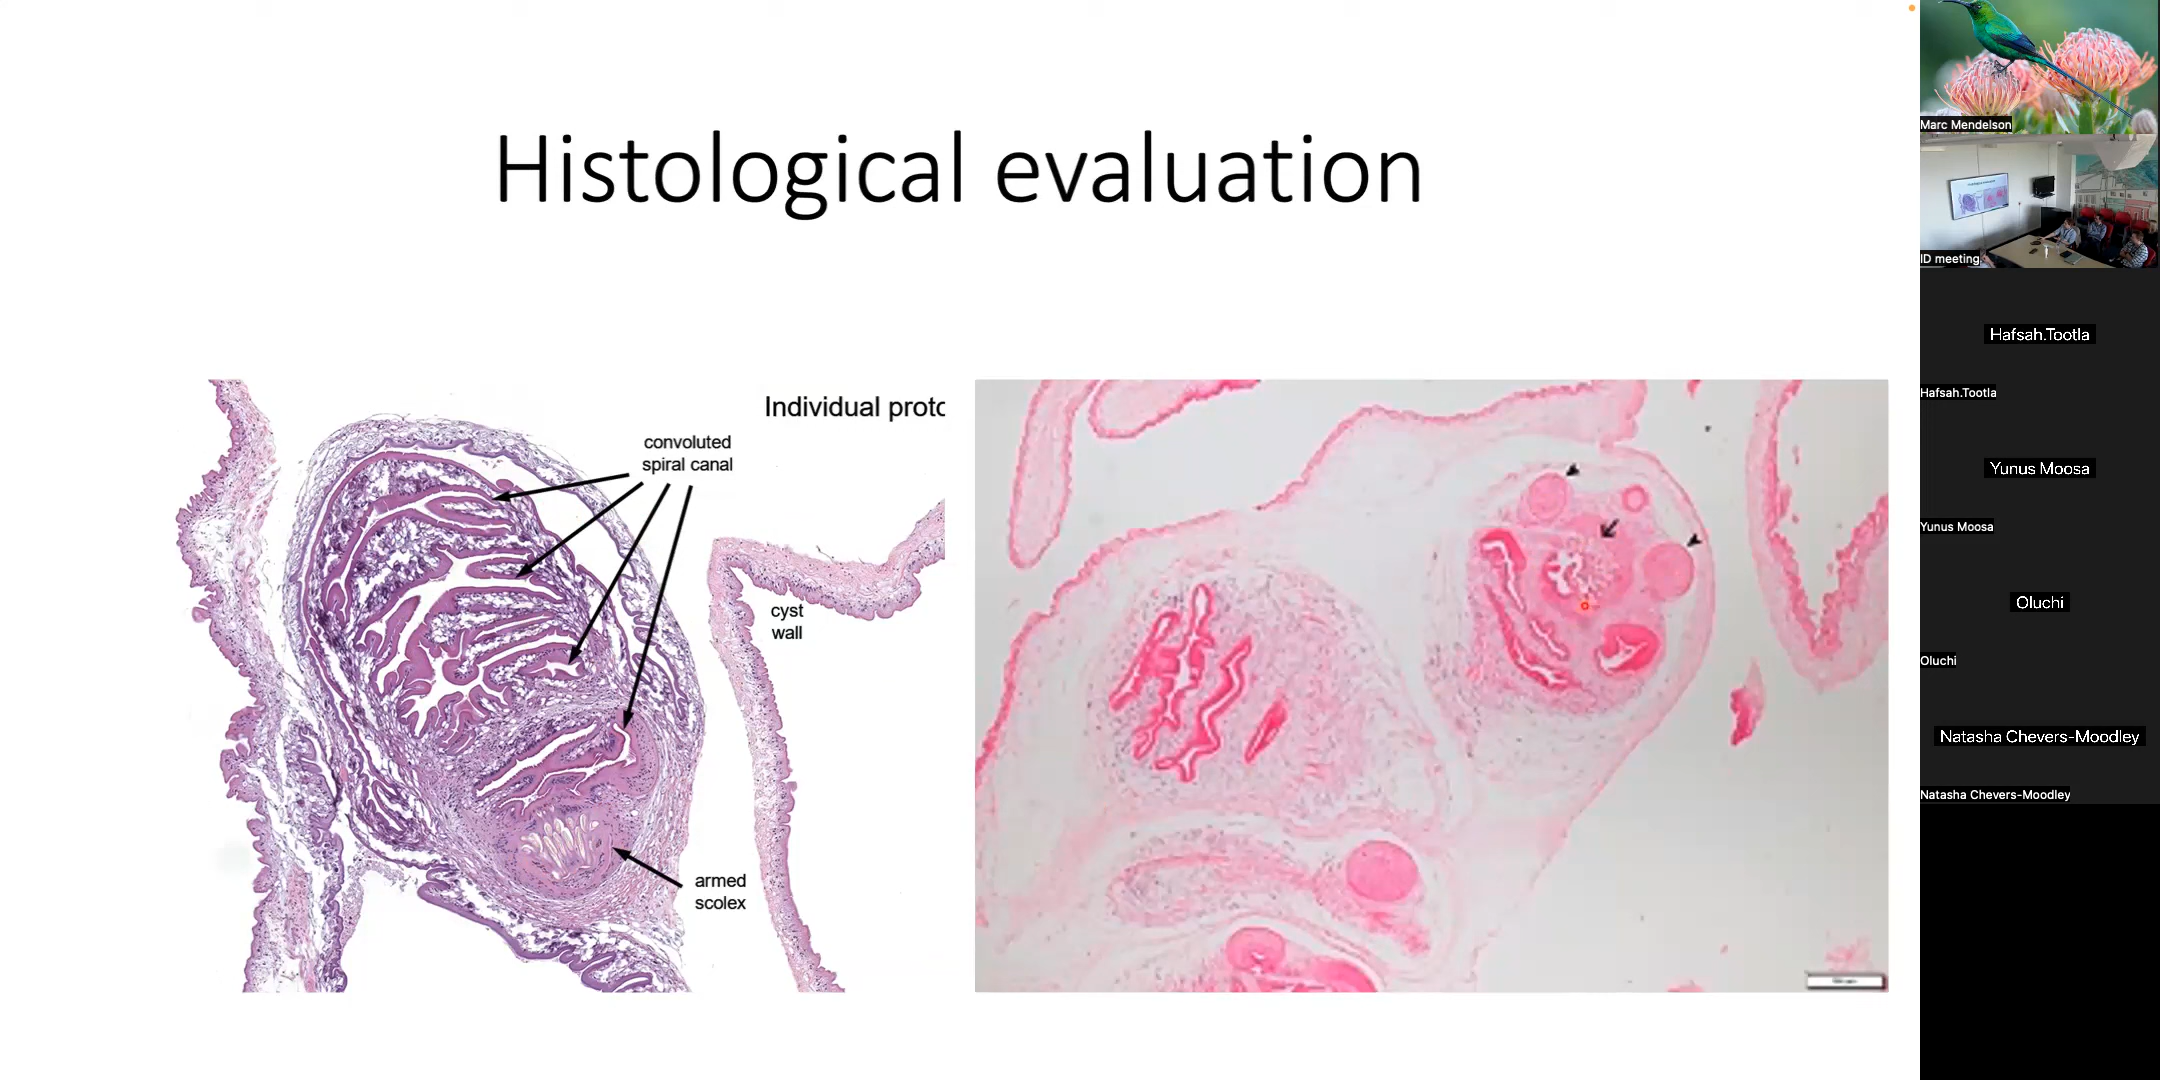 Histological evaluation
Individual proto
convoluted
spiral canal
cyst
wall
armed
scolex
Marc Mendelson
ID meeting
Hafsah.Tootla
Hafsah.Tootla
Yunus Moosa
Yunus Moosa
Oluchi
Oluchi
Natasha Chevers-Moodley
Natasha Chevers-Moodley